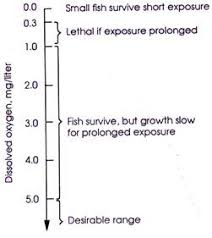 0.0
Small fish survive short exposure
0.3
Lethal if exposure prolonged
1.0
2.0
3.0
Fish survive, but growth slow
for prolonged exposure
4.0
5.0
Desirable range
Dissolved oxygen, mg/liter